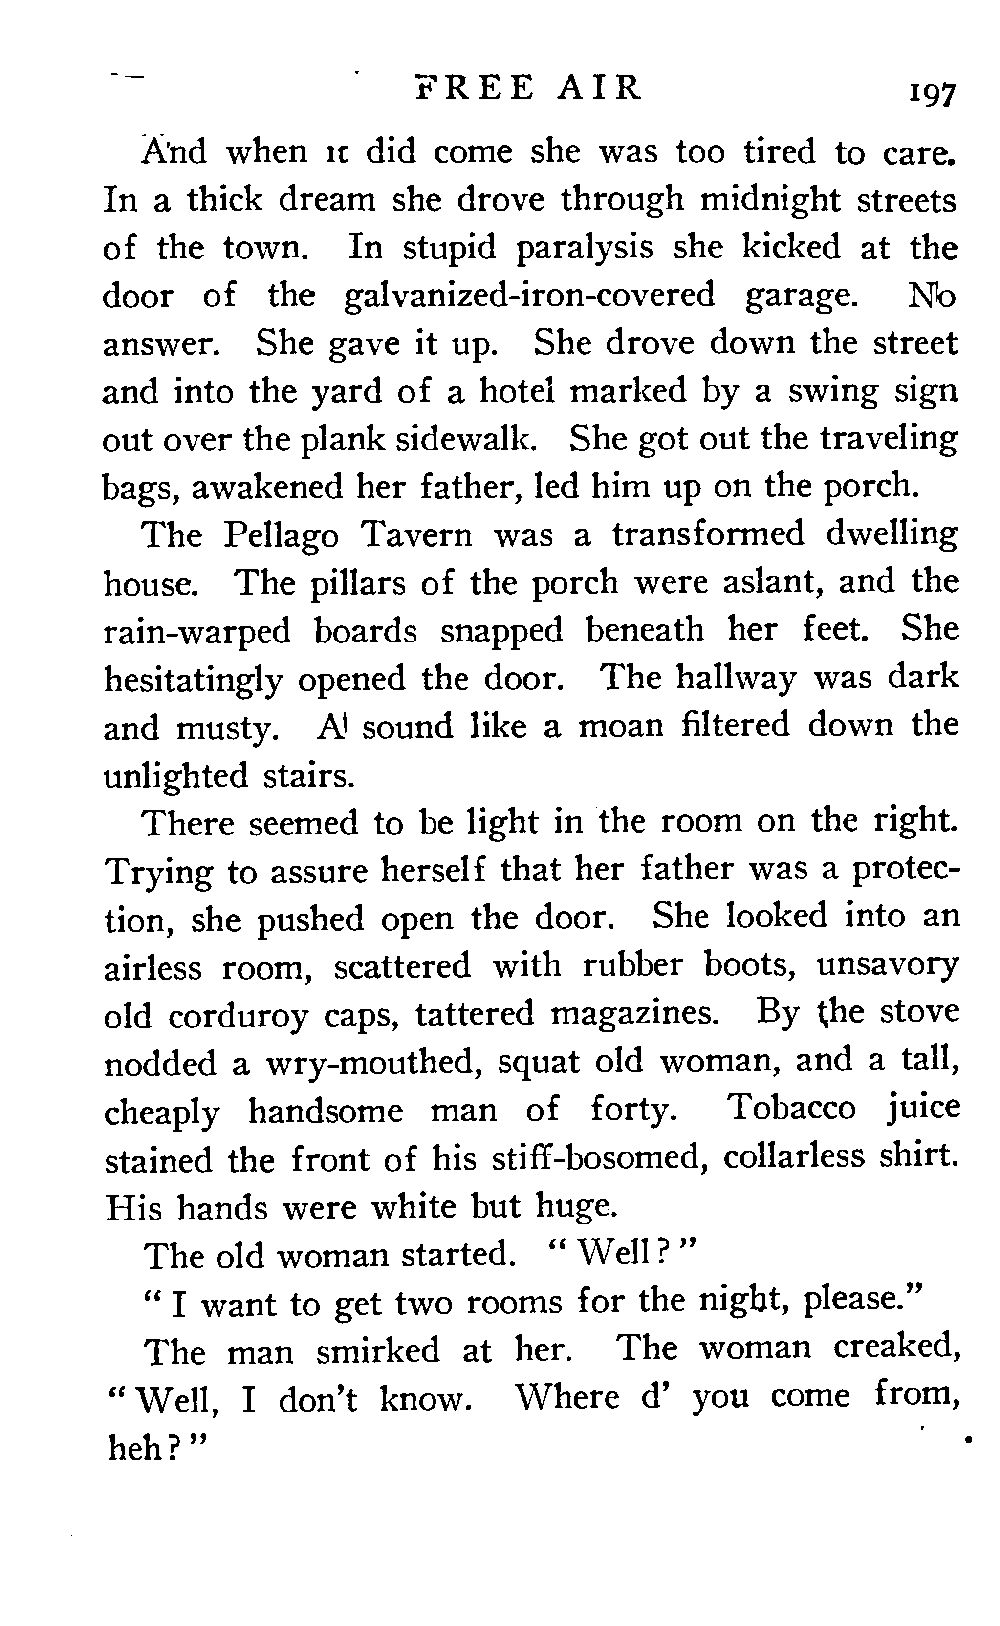 FREE AIR 197
And when it did come she was too tired to care.
In a thick dream she drove through midnight streets
of the town. In stupid paralysis she kicked at the
door of the galvanized-iron-covered garage. No
answer. She gave it up. She drove down the street
and into the yard of a hotel marked by a swing sign
out over the plank sidewalk. She got out the traveling
bags, awakened her father, led him up on the porch.
The Pellago Tavern was a transformed dwelling
house. The pillars of the porch were aslant, and the
rain-warped boards snapped beneath her feet. She
hesitatingly opened the door. The hallway was dark
and musty. A sound like a moan filtered down the
unlighted stairs.
There seemed to be light in the room on the right.
Trying to assure herself that her father was a protec-
tion, she pushed open the door. She looked into an
airless room, scattered with rubber boots, unsavory
old corduroy caps, tattered magazines. By the stove
nodded a wry-mouthed, squat old woman, and a tall,
cheaply handsome man of forty. Tobacco juice
stained the front of his stiff-bosomed, collarless shirt.
His hands were white but huge.
The old woman started. "Well?"
"I want to get two rooms for the night, please."
The man smirked at her. The woman creaked,
"Well, I don't know. Where d' you come from,
heh?"